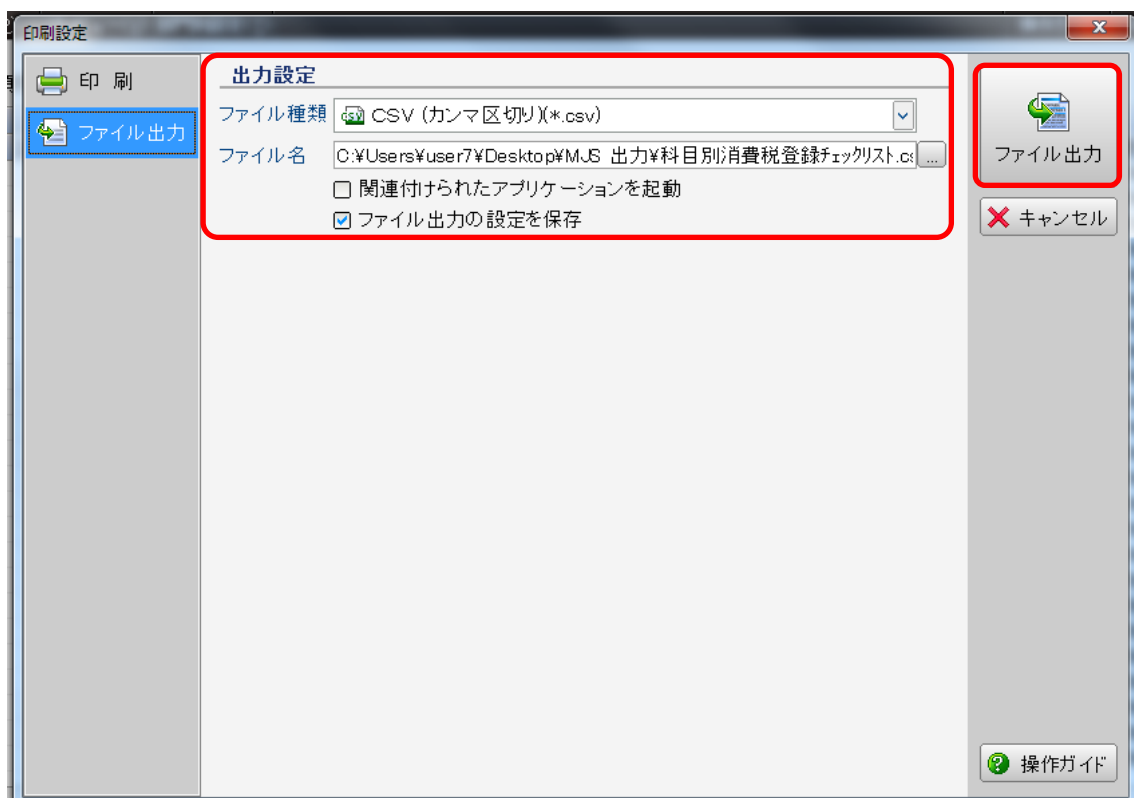 印刷設定
印 刷
ファイル出力
出力設定
ファイル種類 CSV (カンマ区切り)(*.csv)
ファイル名 C:¥Users¥user7¥Desktop¥MJS 出力¥科目別消費税登録ﾁｪｯｸﾘｽﾄ.cs ...
関連付けられたアプリケーションを起動
ファイル出力の設定を保存
ファイル出力
キャンセル
操作ガイド